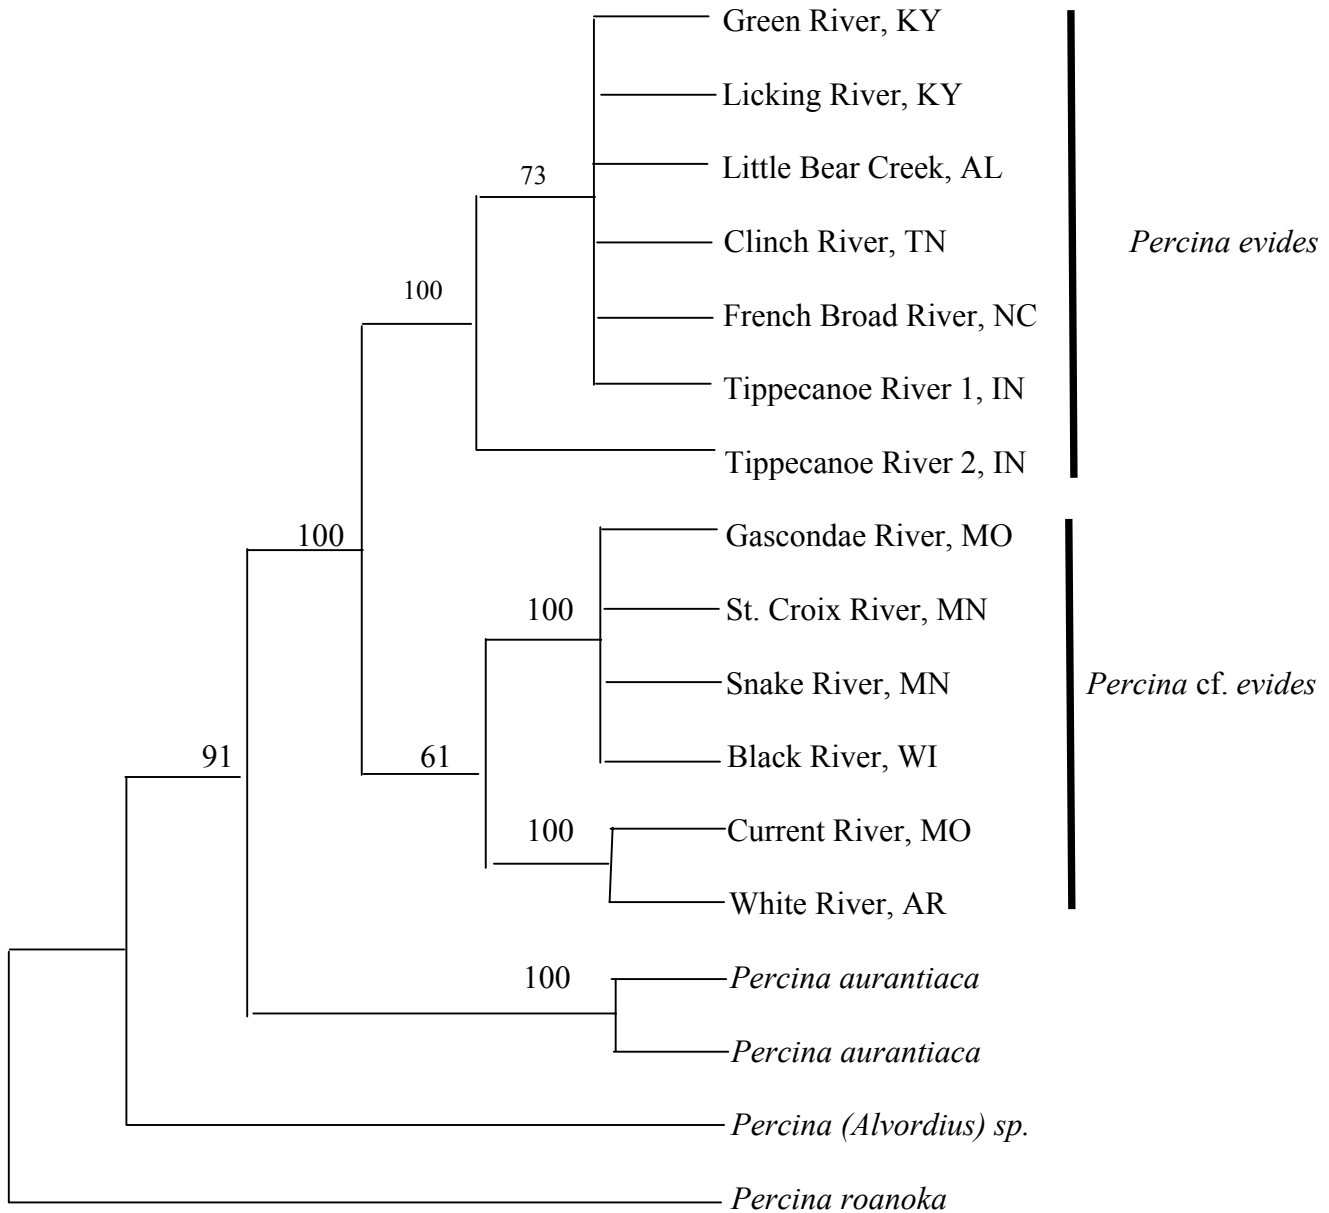 Green River, KY
Licking River, KY
73
Little Bear Creek, AL
Clinch River, TN
Percina evides
100
French Broad River, NC
Tippecanoe River 1, IN
Tippecanoe River 2, IN
100
Gascondae River, MO
100
St. Croix River, MN
Snake River, MN
Percina cf. evides
91
61
Black River, WI
100
Current River, MO
White River, AR
100
Percina aurantiaca
Percina aurantiaca
Percina (Alvordius) sp.
Percina roanoka